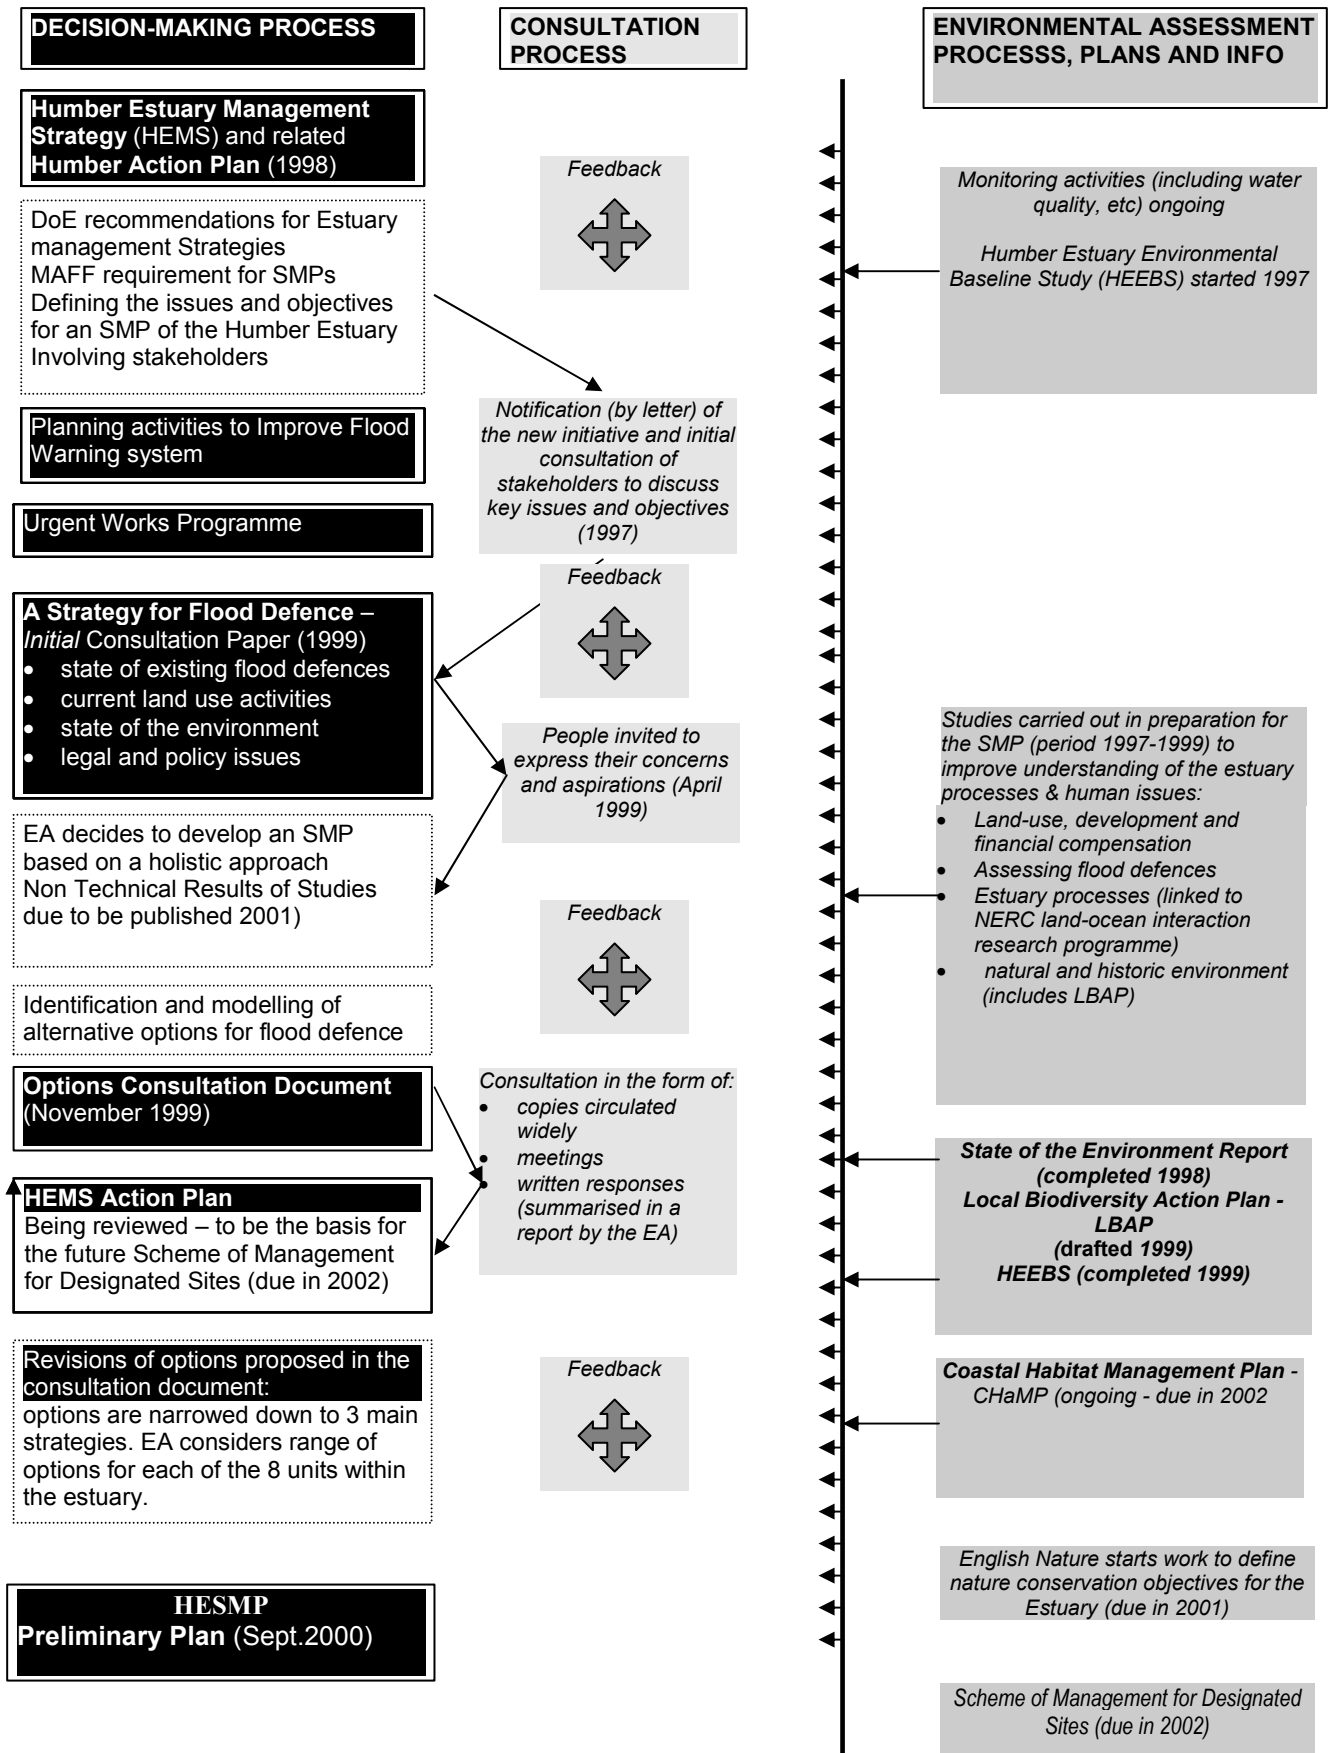 DECISION-MAKING PROCESS
CONSULTATION
PROCESS
ENVIRONMENTAL ASSESSMENT
PROCESSS, PLANS AND INFO
Humber Estuary Management
Strategy (HEMS) and related
Humber Action Plan (1998)
DoE recommendations for Estuary
management Strategies
MAFF requirement for SMPs
Defining the issues and objectives
for an SMP of the Humber Estuary
Involving stakeholders
Planning activities to Improve Flood
Warning system
Urgent Works Programme
A Strategy for Flood Defence –
Initial Consultation Paper (1999)
• state of existing flood defences
• current land use activities
• state of the environment
• legal and policy issues
EA decides to develop an SMP
based on a holistic approach
Non Technical Results of Studies
due to be published 2001)
Identification and modelling of
alternative options for flood defence
Options Consultation Document
(November 1999)
HEMS Action Plan
Being reviewed – to be the basis for
the future Scheme of Management
for Designated Sites (due in 2002)
Revisions of options proposed in the
consultation document:
options are narrowed down to 3 main
strategies. EA considers range of
options for each of the 8 units within
the estuary.
HESMP
Preliminary Plan (Sept.2000)
Feedback
Notification (by letter) of
the new initiative and initial
consultation of
stakeholders to discuss
key issues and objectives
(1997)
Feedback
People invited to
express their concerns
and aspirations (April
1999)
Feedback
Consultation in the form of:
• copies circulated
widely
• meetings
• written responses
(summarised in a
report by the EA)
Feedback
Monitoring activities (including water
quality, etc) ongoing
Humber Estuary Environmental
Baseline Study (HEEBS) started 1997
Studies carried out in preparation for
the SMP (period 1997-1999) to
improve understanding of the estuary
processes & human issues:
• Land-use, development and
financial compensation
• Assessing flood defences
• Estuary processes (linked to
NERC land-ocean interaction
research programme)
• natural and historic environment
(includes LBAP)
State of the Environment Report
(completed 1998)
Local Biodiversity Action Plan -
LBAP
(drafted 1999)
HEEBS (completed 1999)
Coastal Habitat Management Plan -
CHaMP (ongoing - due in 2002
English Nature starts work to define
nature conservation objectives for the
Estuary (due in 2001)
Scheme of Management for Designated
Sites (due in 2002)